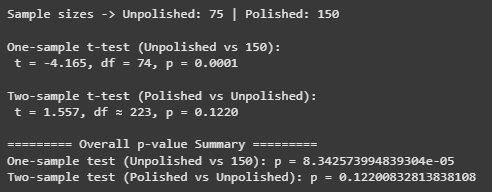 Sample sizes -> Unpolished: 75 | Polished: 150
One-sample t-test (Unpolished vs 150):
t = -4.165, df = 74, p = 0.0001
Two-sample t-test (Polished vs Unpolished):
t = 1.557, df ≈ 223, p = 0.1220
========= Overall p-value Summary =========
One-sample test (Unpolished vs 150): p = 8.342573994839304e-05
Two-sample test (Polished vs Unpolished): p = 0.12200832813838108